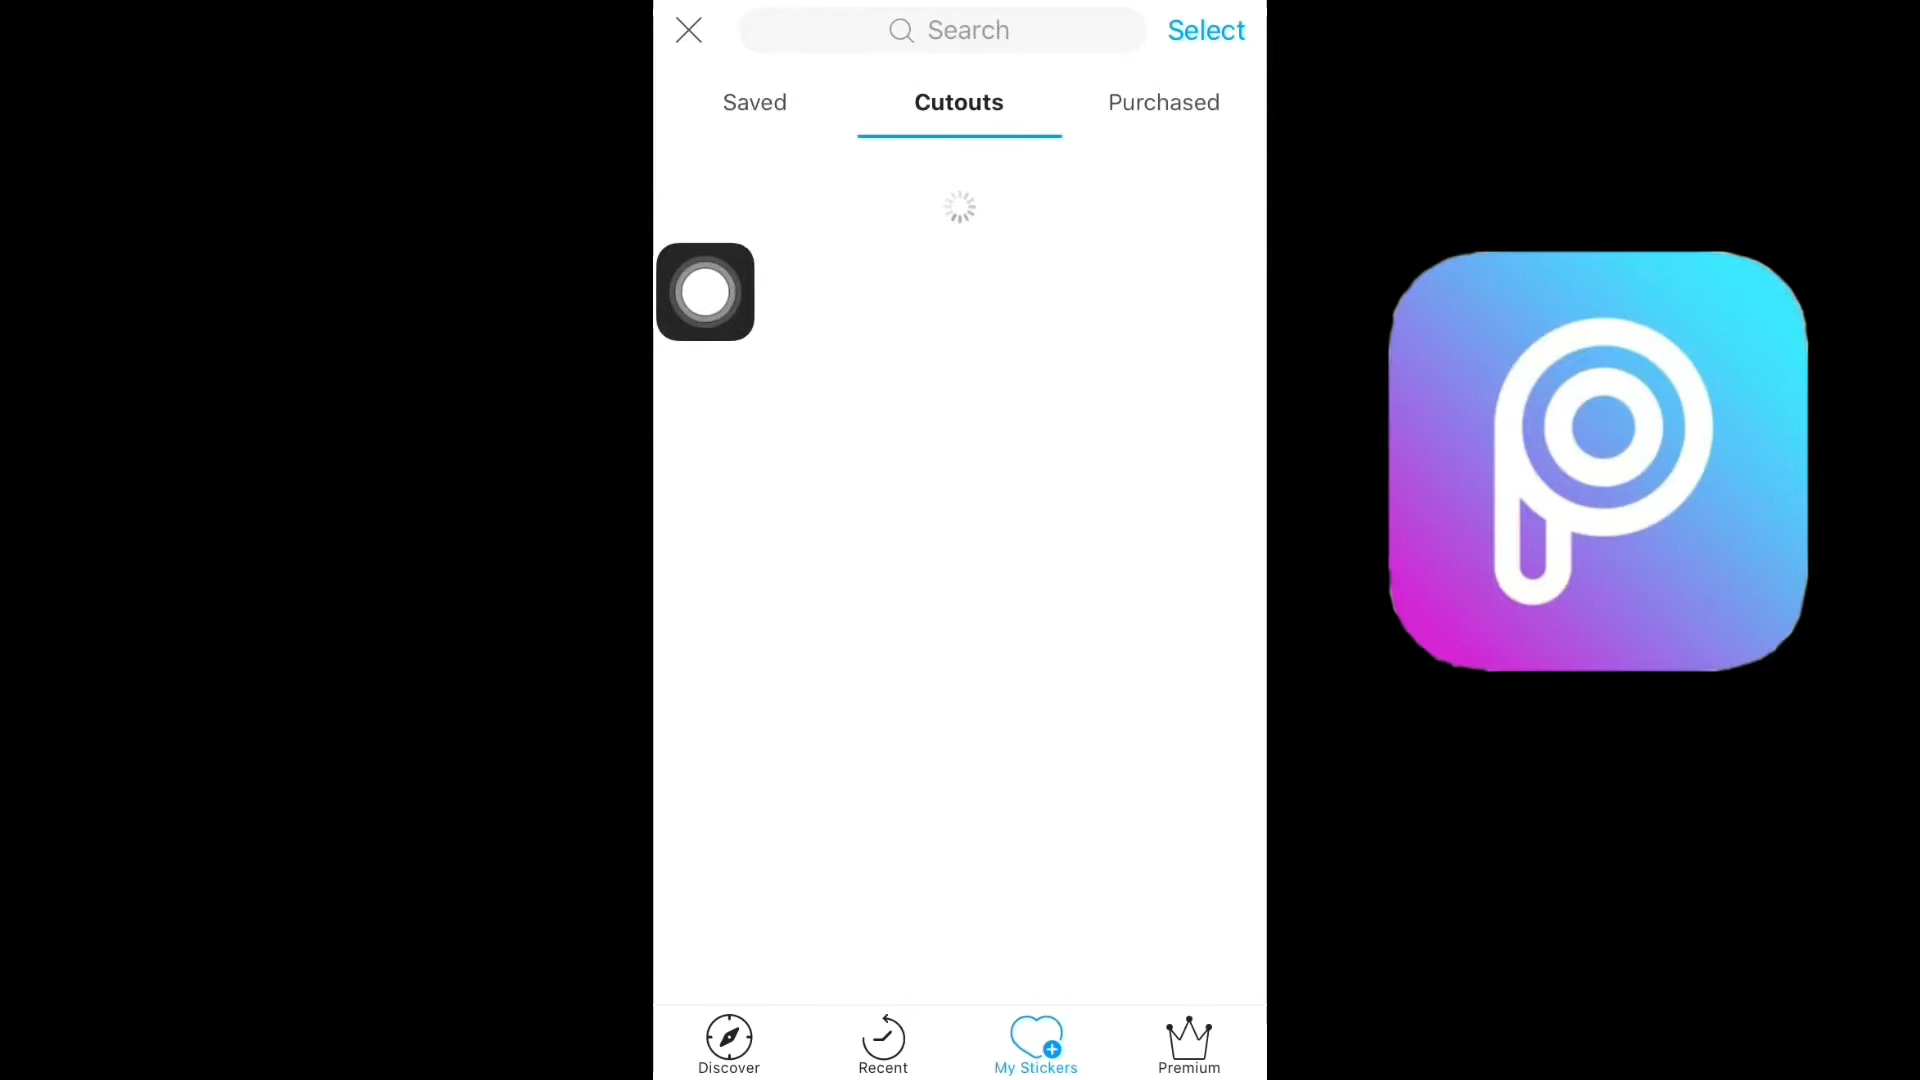 Search
Select
Saved
Cutouts
Purchased
Discover
Recent
My Stickers
Premium